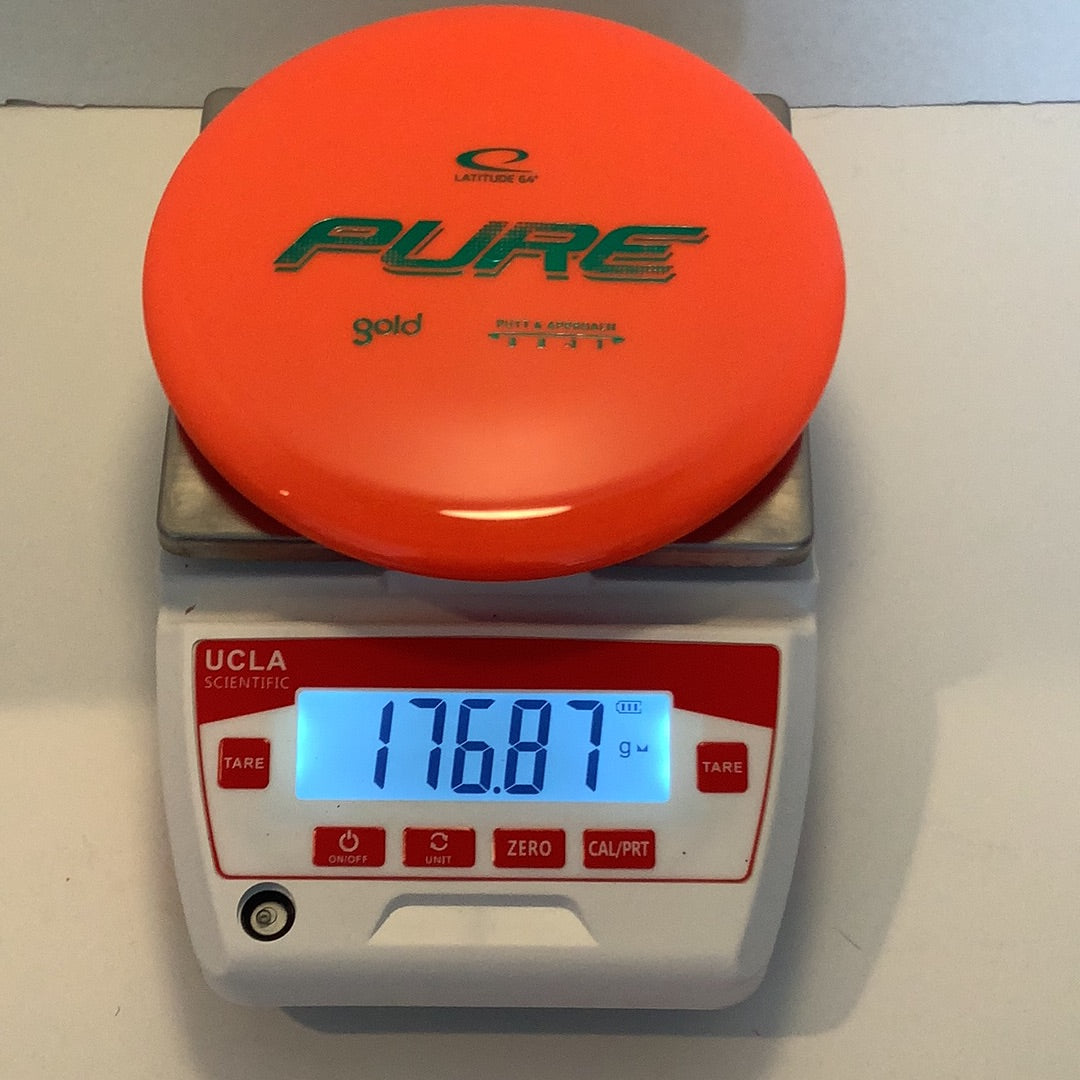 LATITUDE 64°
PURE
gold
PUTT & APPROACH
UCLA
SCIENTIFIC
176.87 g
TARE
TARE
ON/OFF
UNIT
ZERO
CAL/PRT